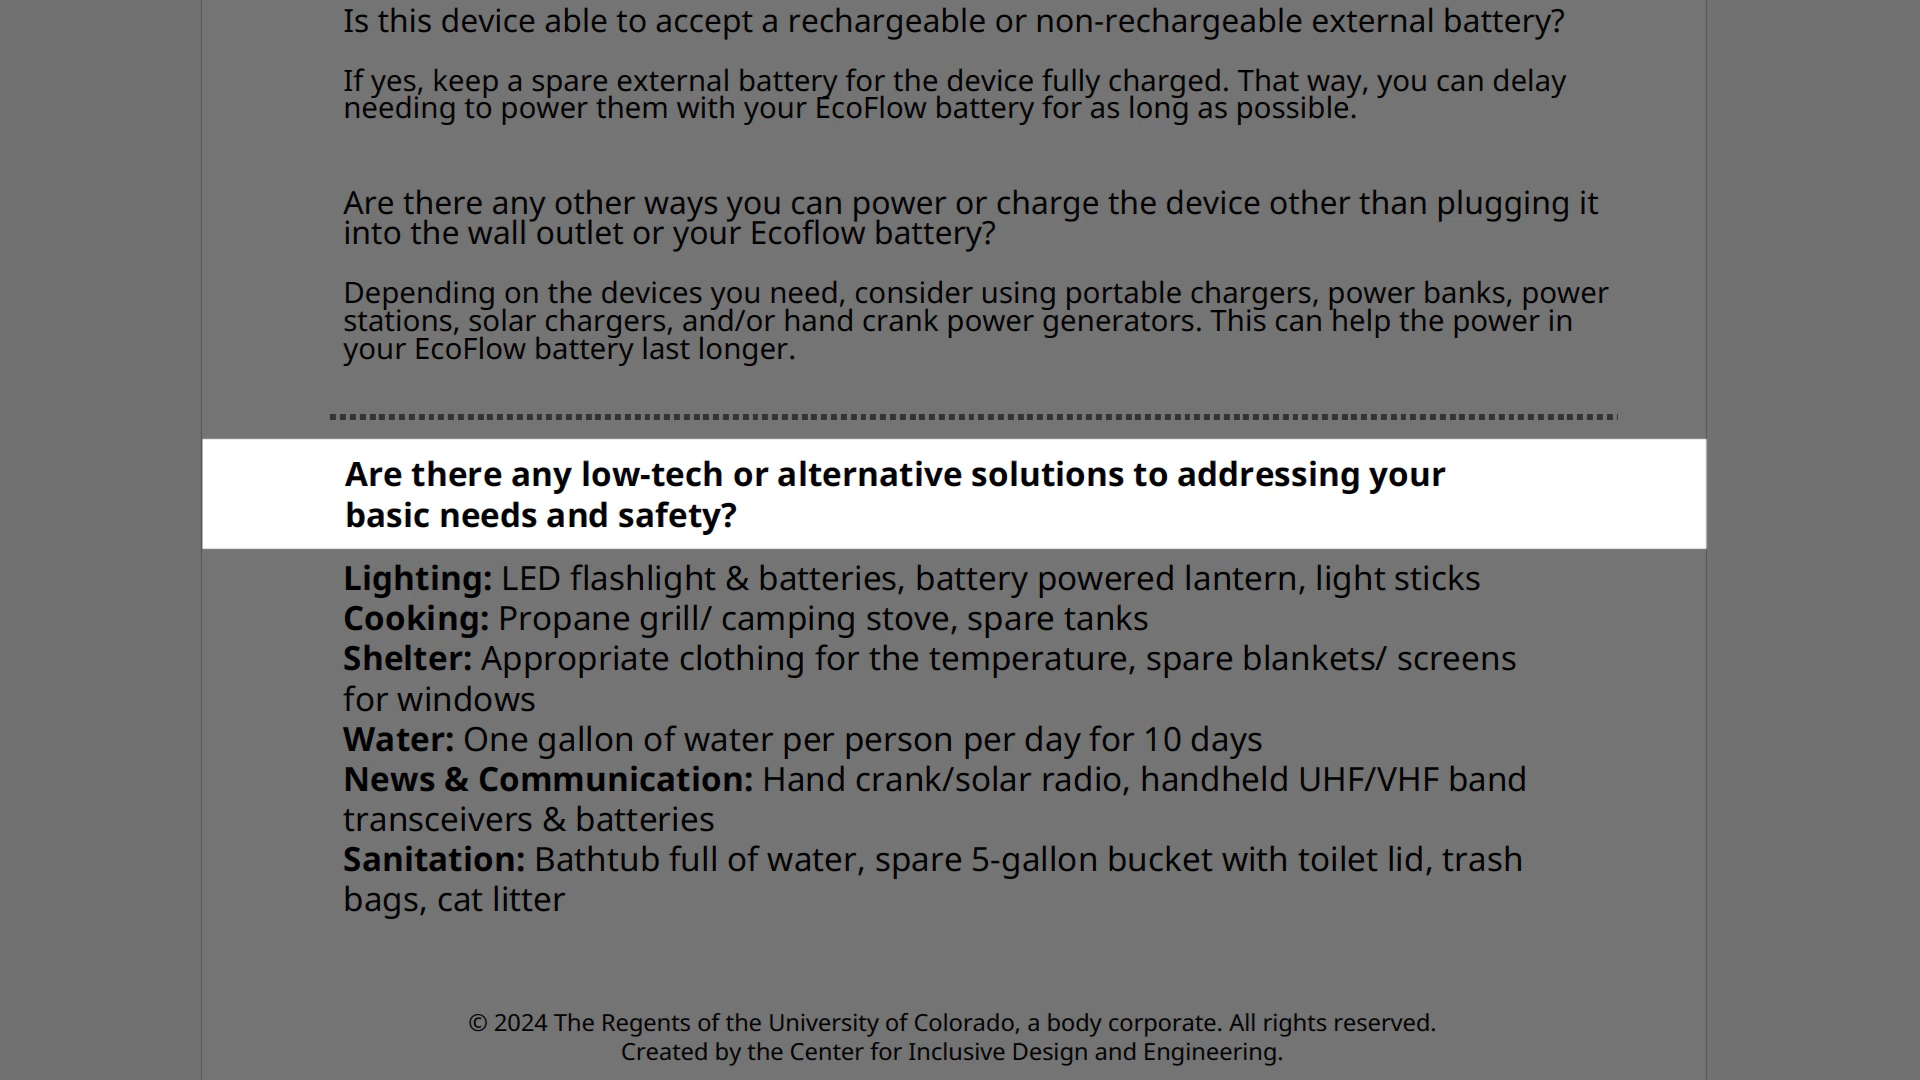 Is this device able to accept a rechargeable or non-rechargeable external battery?
If yes, keep a spare external battery for the device fully charged. That way, you can delay
needing to power them with your EcoFlow battery for as long as possible.
Are there any other ways you can power or charge the device other than plugging it
into the wall outlet or your Ecoflow battery?
Depending on the devices you need, consider using portable chargers, power banks, power
stations, solar chargers, and/or hand crank power generators. This can help the power in
your EcoFlow battery last longer.
Are there any low-tech or alternative solutions to addressing your
basic needs and safety?
Lighting: LED flashlight & batteries, battery powered lantern, light sticks
Cooking: Propane grill/ camping stove, spare tanks
Shelter: Appropriate clothing for the temperature, spare blankets/ screens
for windows
Water: One gallon of water per person per day for 10 days
News & Communication: Hand crank/solar radio, handheld UHF/VHF band
transceivers & batteries
Sanitation: Bathtub full of water, spare 5-gallon bucket with toilet lid, trash
bags, cat litter
© 2024 The Regents of the University of Colorado, a body corporate. All rights reserved.
Created by the Center for Inclusive Design and Engineering.